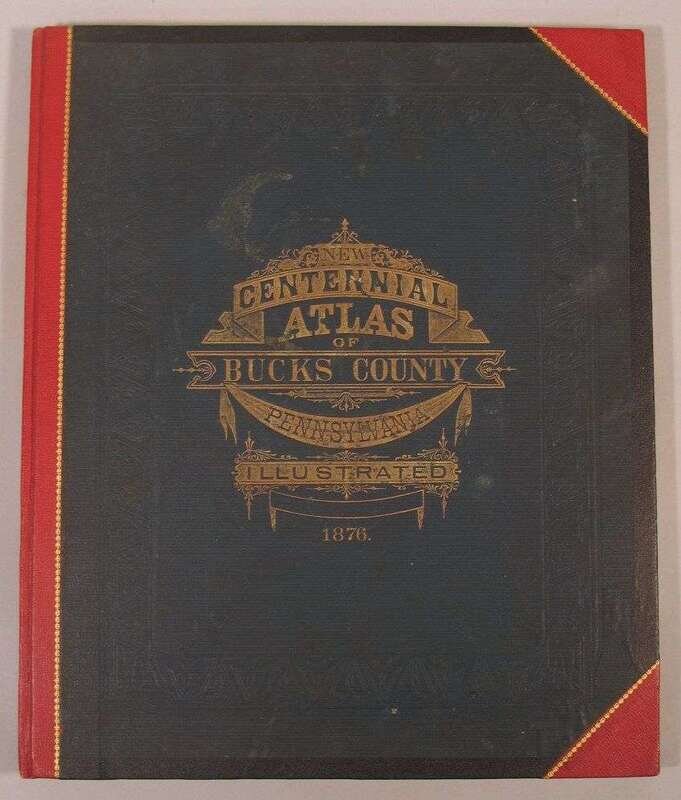 NEW
CENTENNIAL
ATLAS
OF
BUCKS COUNTY
PENNSYLVANIA
ILLUSTRATED
1876.